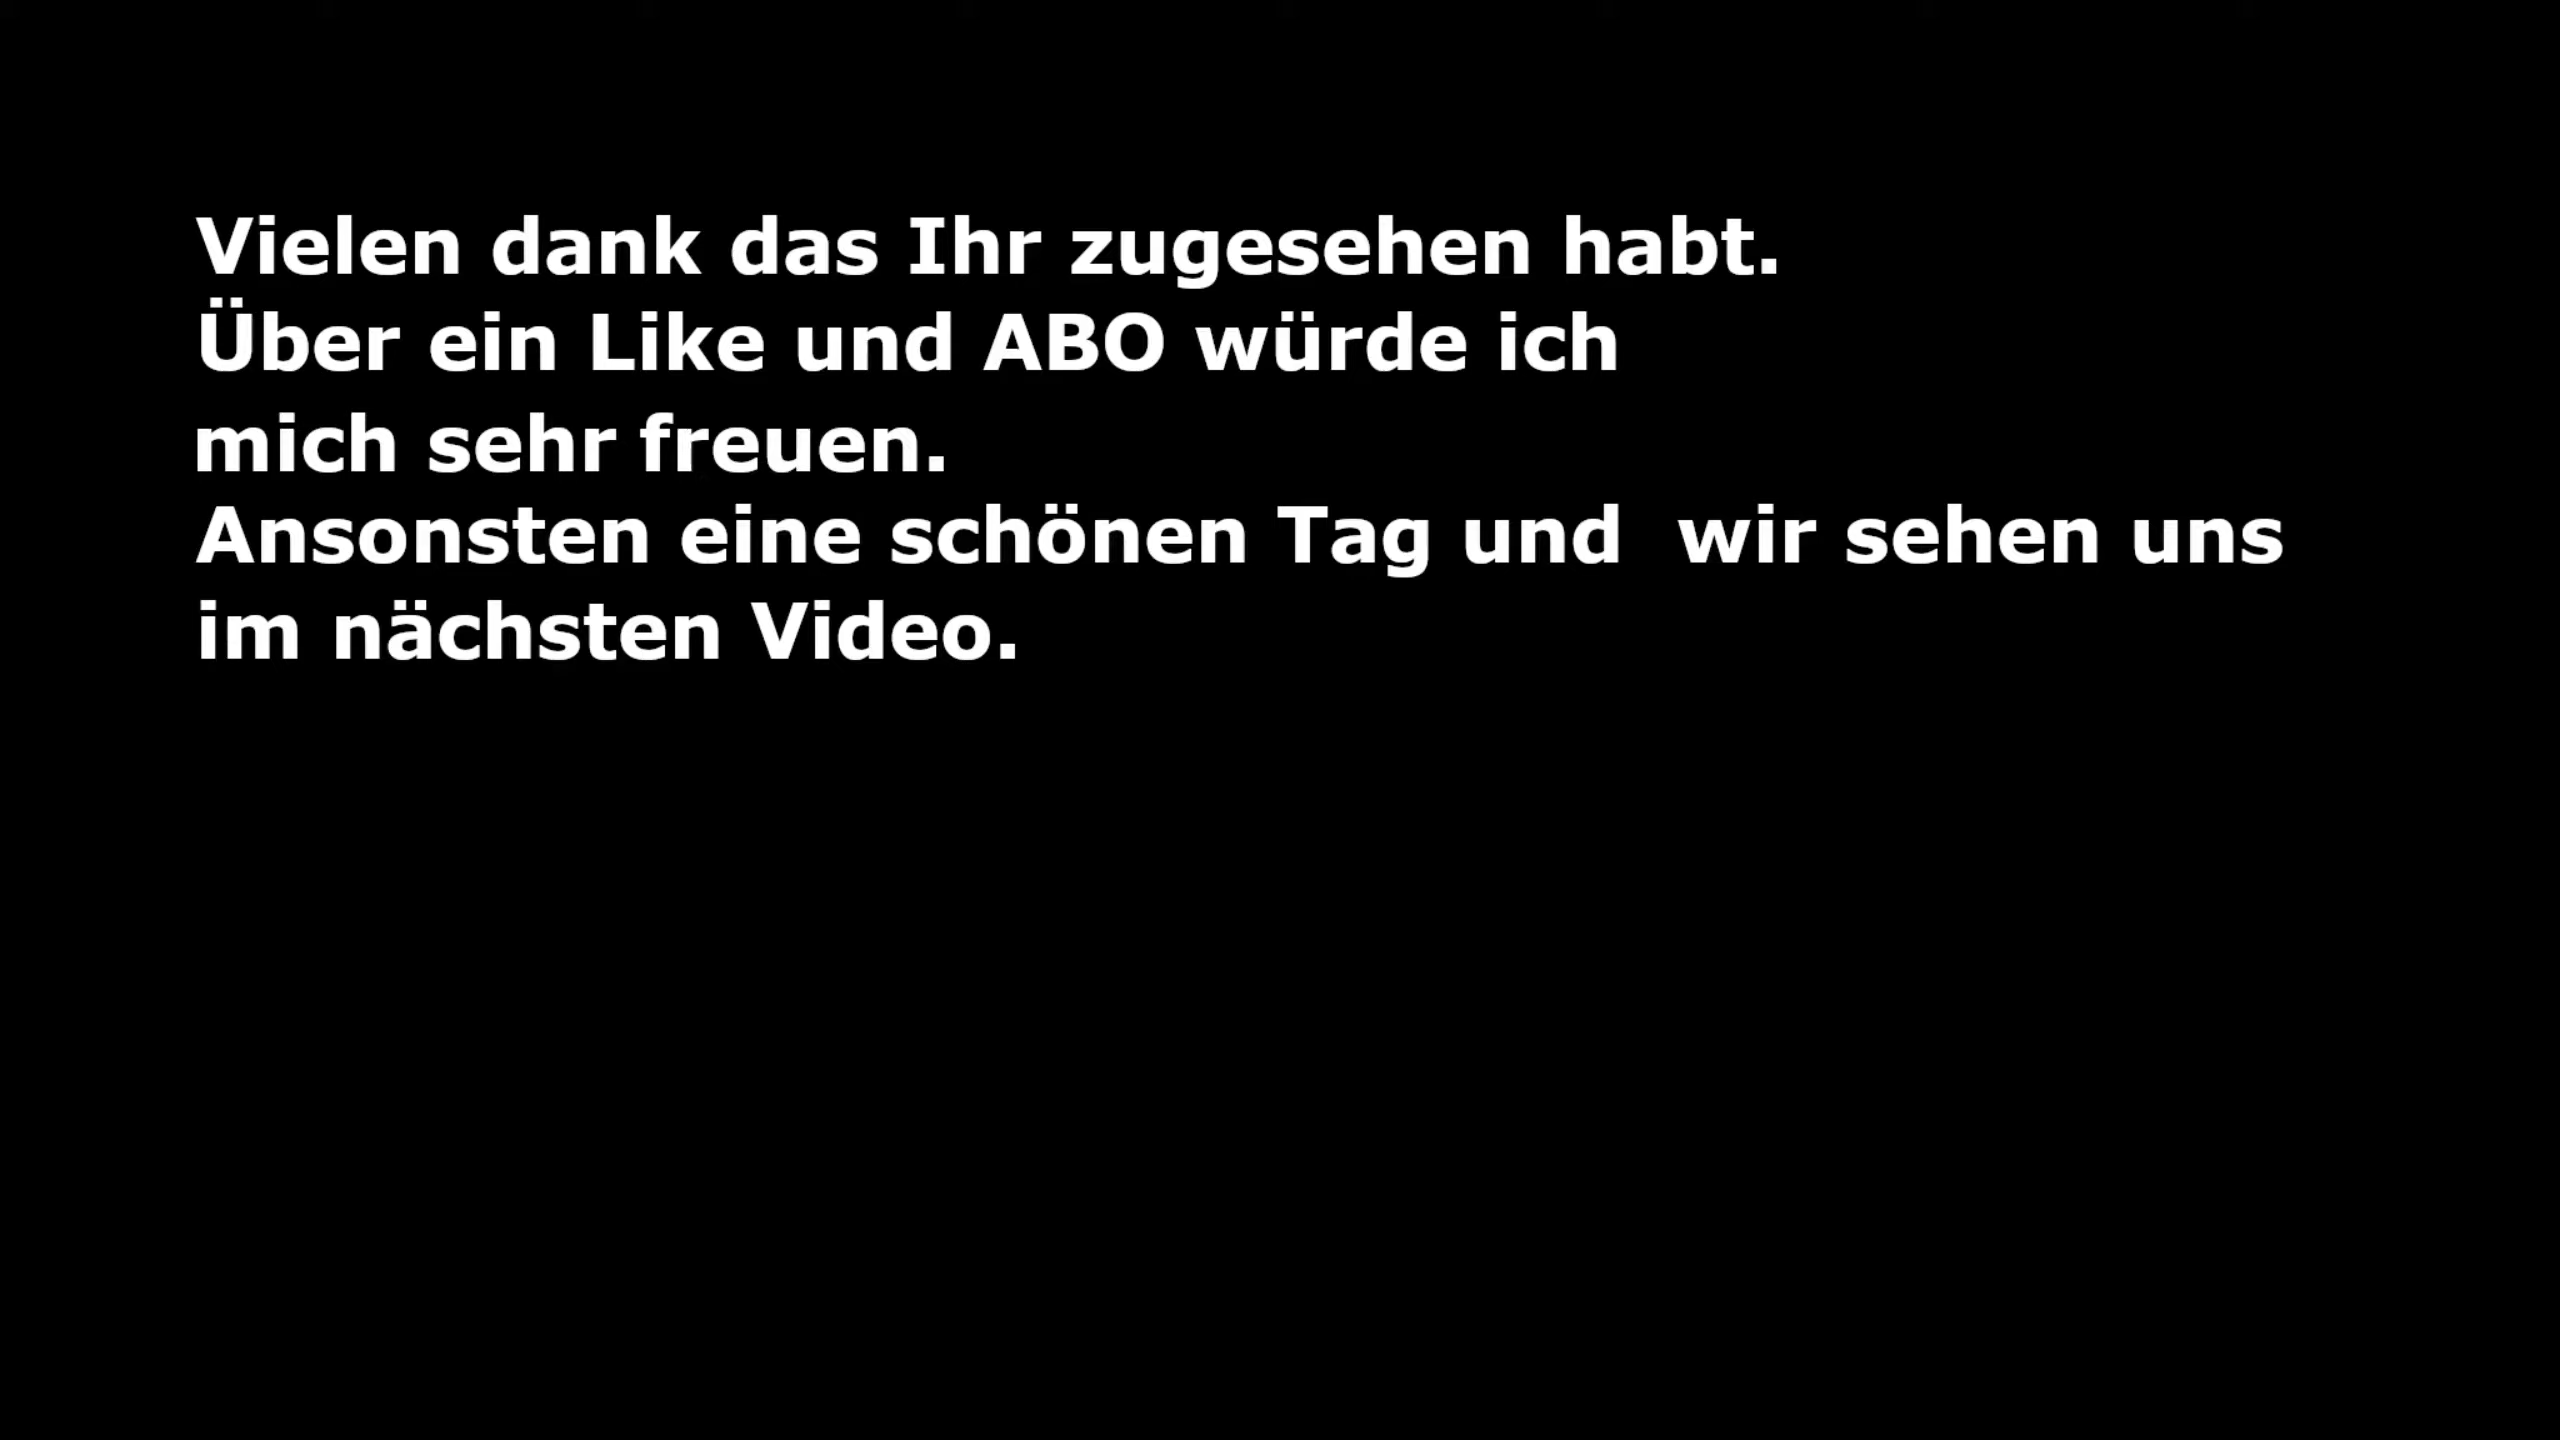 Vielen dank das Ihr zugesehen habt.
Über ein Like und ABO würde ich
mich sehr freuen.
Ansonsten eine schönen Tag und  wir sehen uns
im nächsten Video.